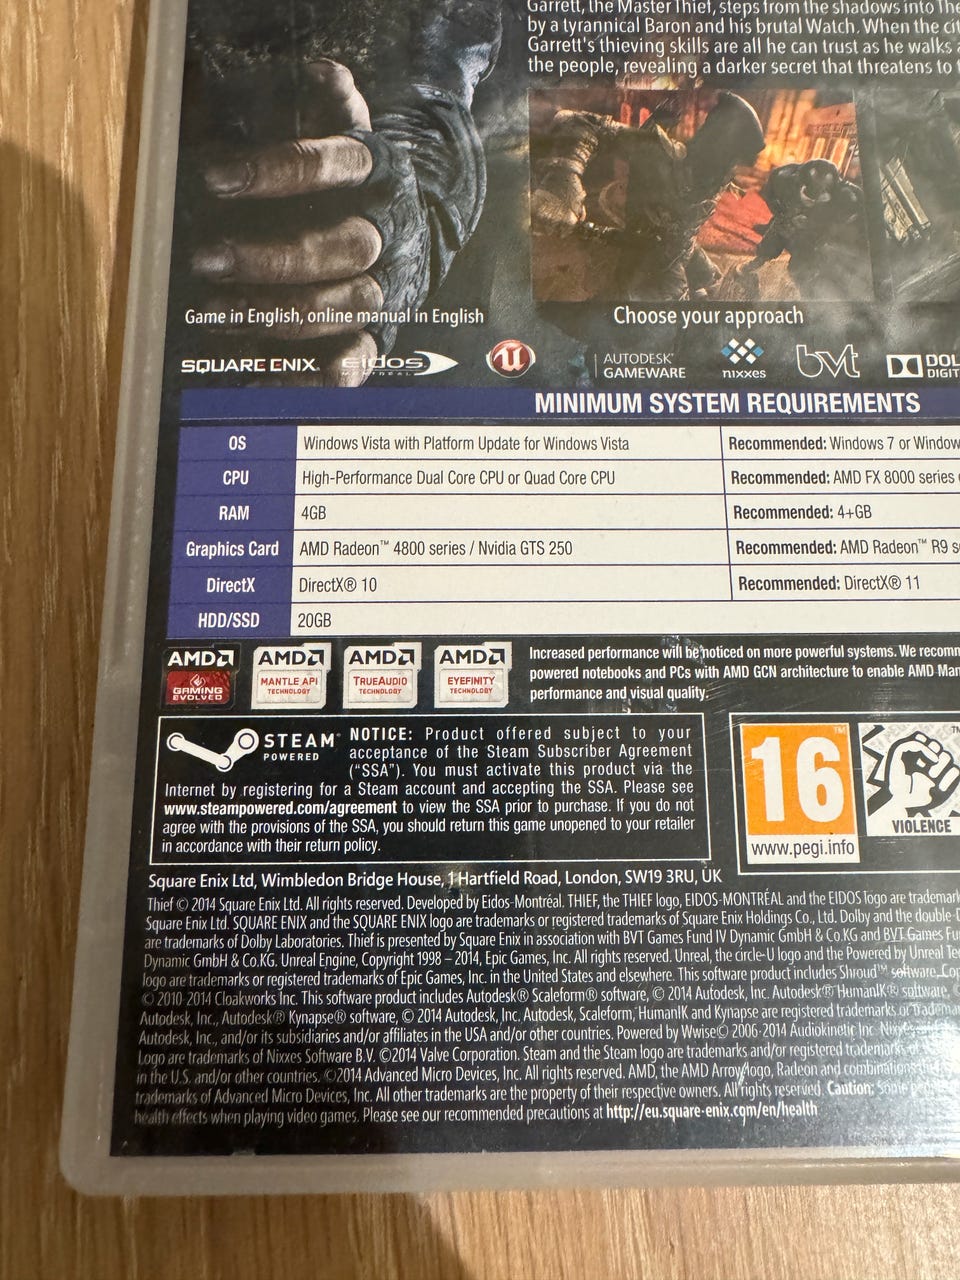 Garrett, the Master Thief, steps from the shadows into The
by a tyrannical Baron and his brutal Watch. When the cit
Garrett's thieving skills are all he can trust as he walks
the people, revealing a darker secret that threatens to
Game in English, online manual in English
Choose your approach
SQUARE ENIX. eidos MONTRÉAL U AUTODESK® GAMEWARE nixxes bvt DOL DIGIT
MINIMUM SYSTEM REQUIREMENTS
OS Windows Vista with Platform Update for Windows Vista Recommended: Windows 7 or Window
CPU High-Performance Dual Core CPU or Quad Core CPU Recommended: AMD FX 8000 series
RAM 4GB Recommended: 4+GB
Graphics Card AMD Radeon™ 4800 series / Nvidia GTS 250 Recommended: AMD Radeon™ R9 s
DirectX DirectX® 10 Recommended: DirectX® 11
HDD/SSD 20GB
AMD GAMING EVOLVED
AMD MANTLE API TECHNOLOGY
AMD TRUEAUDIO TECHNOLOGY
AMD EYEFINITY TECHNOLOGY
Increased performance will be noticed on more powerful systems. We recomm
powered notebooks and PCs with AMD GCN architecture to enable AMD Man
performance and visual quality.
STEAM™ POWERED
NOTICE: Product offered subject to your
acceptance of the Steam Subscriber Agreement
("SSA"). You must activate this product via the
Internet by registering for a Steam account and accepting the SSA. Please see
www.steampowered.com/agreement to view the SSA prior to purchase. If you do not
agree with the provisions of the SSA, you should return this game unopened to your retailer
in accordance with their return policy.
16™
www.pegi.info
VIOLENCE
Square Enix Ltd, Wimbledon Bridge House, 1 Hartfield Road, London, SW19 3RU, UK
Thief © 2014 Square Enix Ltd. All rights reserved. Developed by Eidos-Montréal. THIEF, the THIEF logo, EIDOS-MONTRÉAL and the EIDOS logo are trademark
Square Enix Ltd. SQUARE ENIX and the SQUARE ENIX logo are trademarks or registered trademarks of Square Enix Holdings Co., Ltd. Dolby and the double-D
are trademarks of Dolby Laboratories. Thief is presented by Square Enix in association with BVT Games Fund IV Dynamic GmbH & Co.KG and BVT Games Fu
Dynamic GmbH & Co.KG. Unreal Engine, Copyright 1998 – 2014, Epic Games, Inc. All rights reserved. Unreal, the circle-U logo and the Powered by Unreal Te
logo are trademarks or registered trademarks of Epic Games, Inc. in the United States and elsewhere. This software product includes Shroud™ software. Cop
© 2010-2014 Cloakworks Inc. This software product includes Autodesk® Scaleform® software, © 2014 Autodesk, Inc. Autodesk® HumanIK® software, ©
Autodesk, Inc., Autodesk® Kynapse® software, © 2014 Autodesk, Inc. Autodesk, Scaleform, HumanIK and Kynapse are registered trademarks or tradema
Autodesk, Inc., and/or its subsidiaries and/or affiliates in the USA and/or other countries. Powered by Wwise© 2006-2014 Audiokinetic Inc. Nixxes
Logo are trademarks of Nixxes Software B.V. ©2014 Valve Corporation. Steam and the Steam logo are trademarks and/or registered trademarks
in the U.S. and/or other countries. ©2014 Advanced Micro Devices, Inc. All rights reserved. AMD, the AMD Arrow logo, Radeon and combinations
trademarks of Advanced Micro Devices, Inc. All other trademarks are the property of their respective owners. All rights reserved. Caution: Some
health effects when playing video games. Please see our recommended precautions at http://eu.square-enix.com/en/health